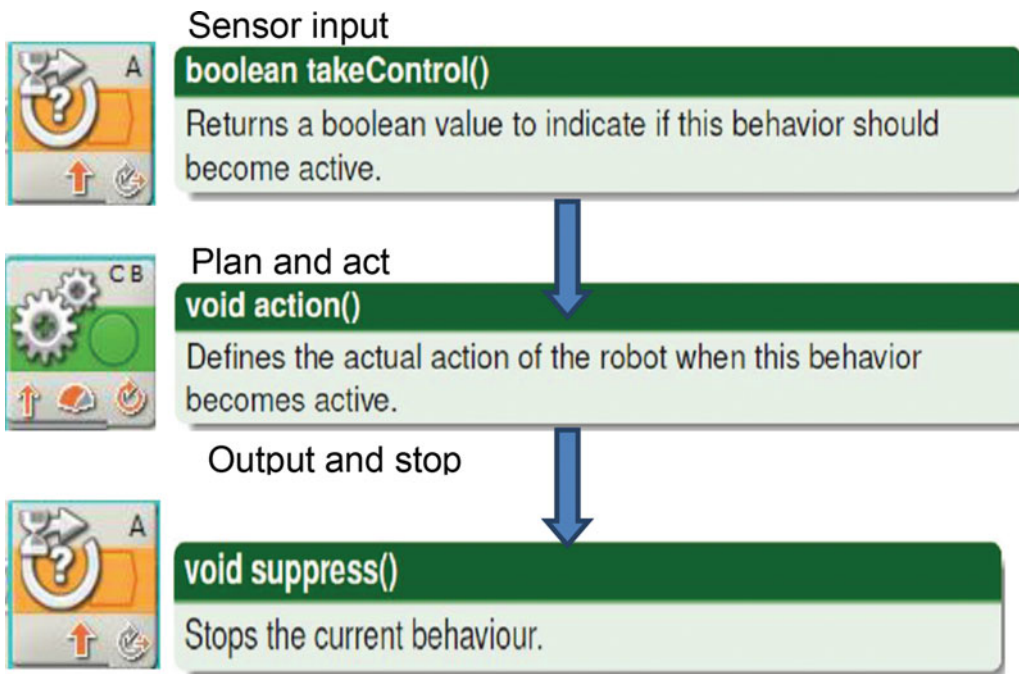 Sensor input
A
boolean takeControl()
Returns a boolean value to indicate if this behavior should
become active.
Plan and act
C B
void action()
Defines the actual action of the robot when this behavior
becomes active.
Output and stop
A
void suppress()
Stops the current behaviour.